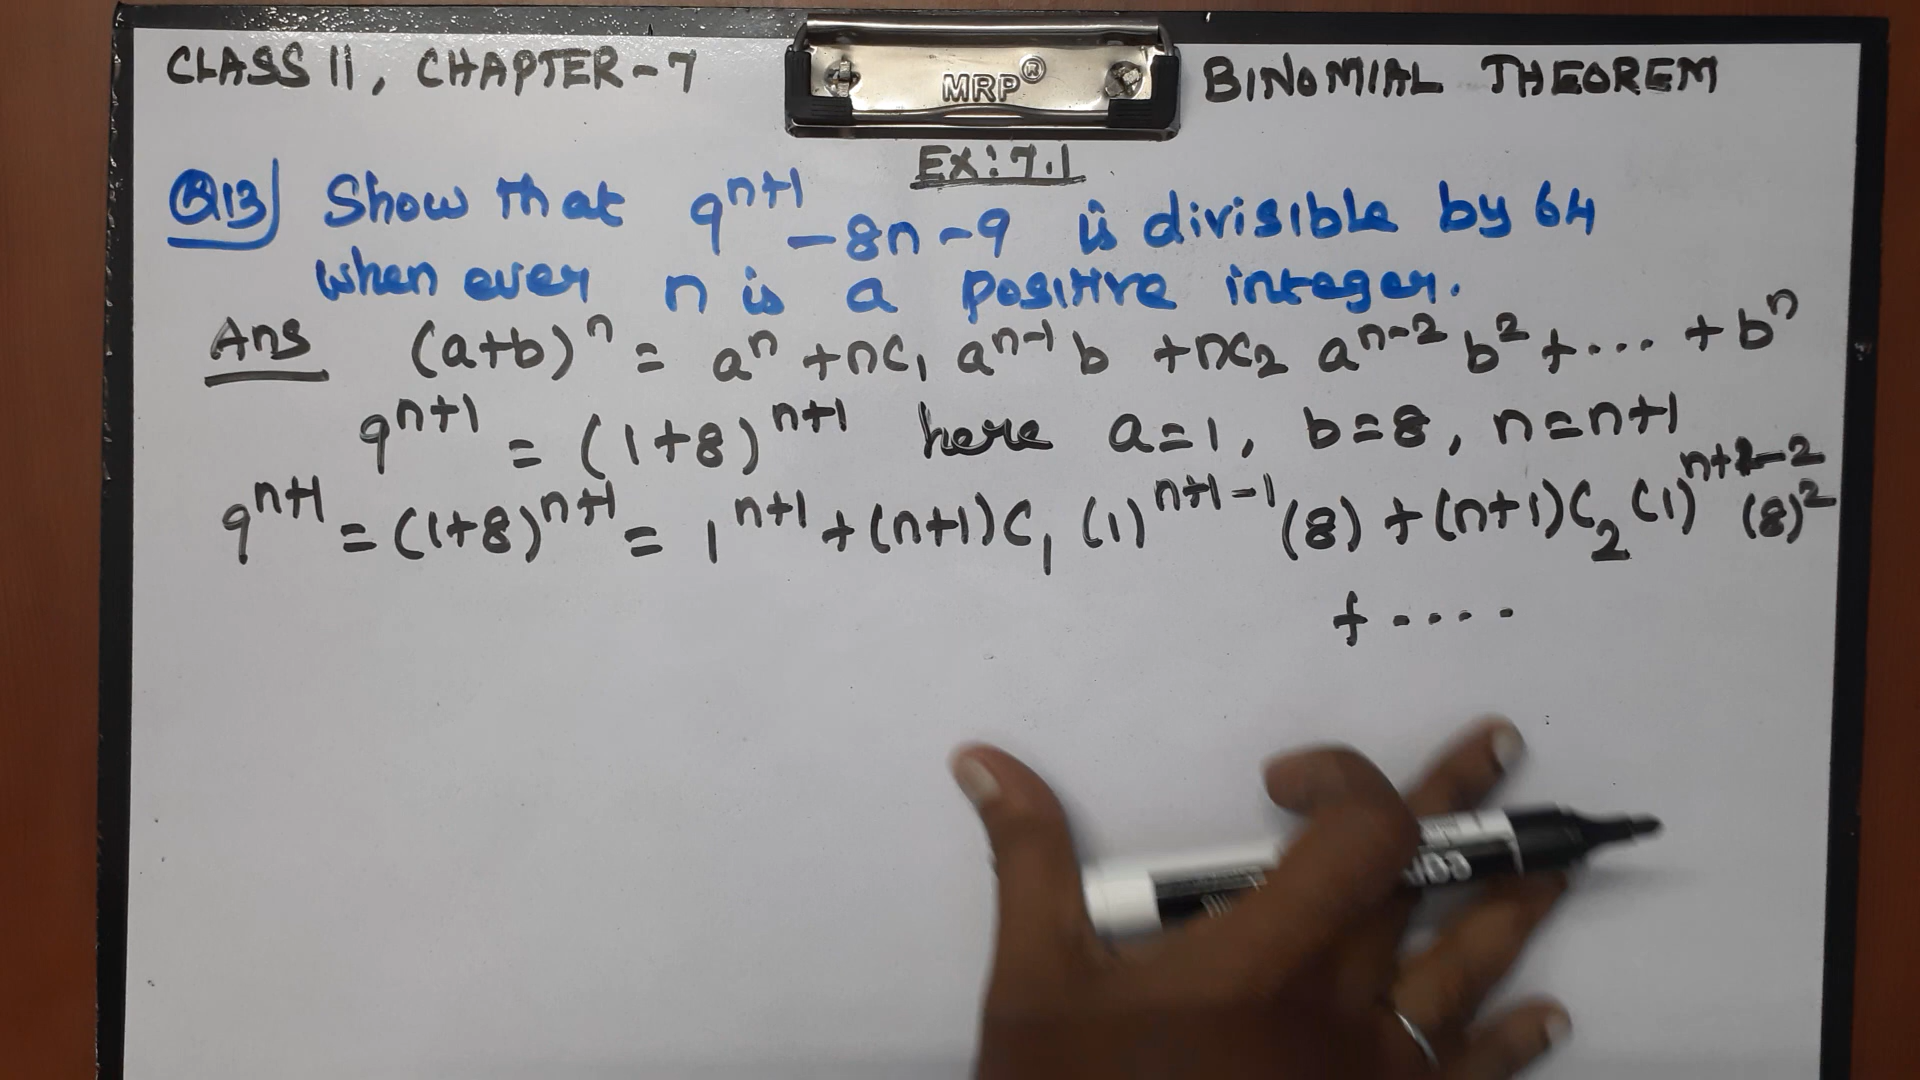 CLASS 11, CHAPTER-7 MRP® BINOMIAL THEOREM
EX:7.1
Q13) Show that 9^{n+1} - 8n - 9 is divisible by 64
when ever n is a positive integer.
Ans (a+b)^n = a^n + nC₁ a^{n-1} b + nC₂ a^{n-2} b² + .... + b^n
9^{n+1} = (1+8)^{n+1} here a=1, b=8, n=n+1
9^{n+1} = (1+8)^{n+1} = 1^{n+1} + (n+1)C₁ (1)^{n+1-1} (8) + (n+1)C₂ (1)^{n+1-2} (8)²
+ ....